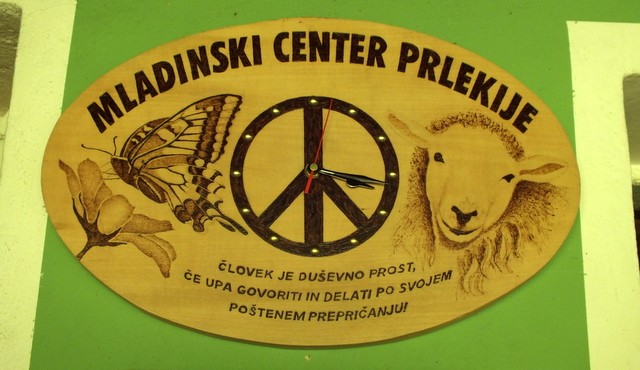 MLADINSKI CENTER PRLEKIJE
ČLOVEK JE DUŠEVNO PROST,
ČE UPA GOVORITI IN DELATI PO SVOJEM
POŠTENEM PREPRIČANJU!